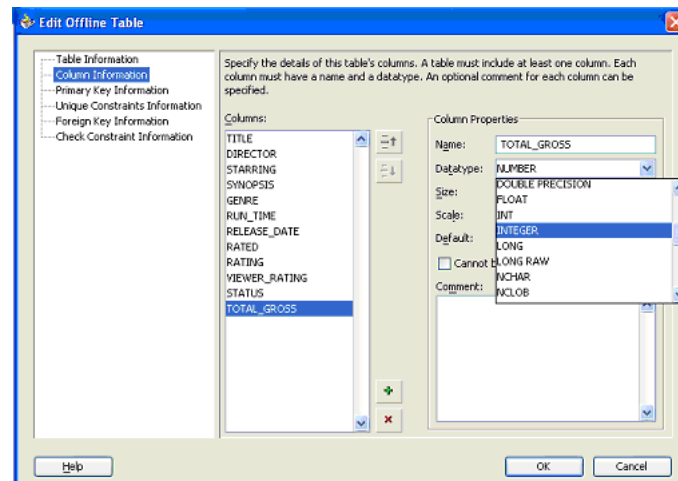 Edit Offline Table
Table Information
Column Information
Primary Key Information
Unique Constraints Information
Foreign Key Information
Check Constraint Information
Specify the details of this table's columns. A table must include at least one column. Each
column must have a name and a datatype. An optional comment for each column can be
specified.
Columns:
TITLE
DIRECTOR
STARRING
SYNOPSIS
GENRE
RUN_TIME
RELEASE_DATE
RATED
RATING
VIEWER_RATING
STATUS
TOTAL_GROSS
Column Properties
Name: TOTAL_GROSS
Datatype: NUMBER
Size:
Scale:
Default:
Cannot
Comment:
DOUBLE PRECISION
FLOAT
INT
INTEGER
LONG
LONG RAW
NCHAR
NCLOB
Help
OK
Cancel